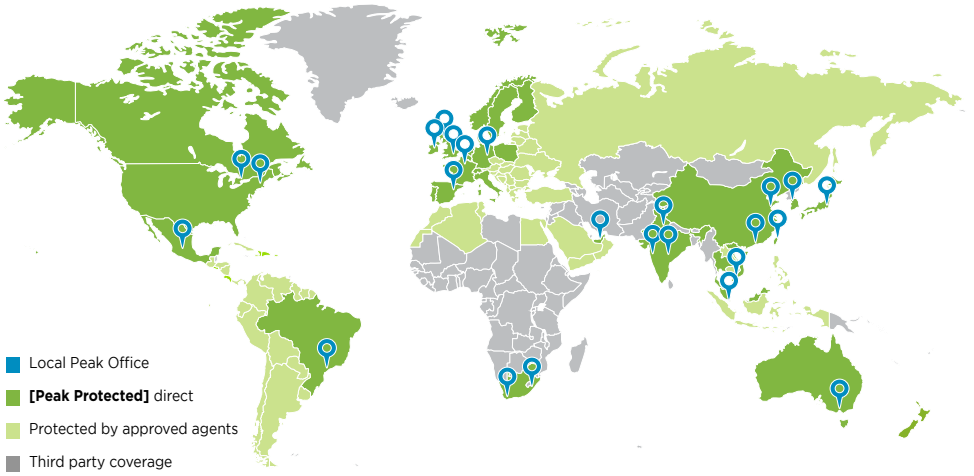 Local Peak Office
[Peak Protected] direct
Protected by approved agents
Third party coverage